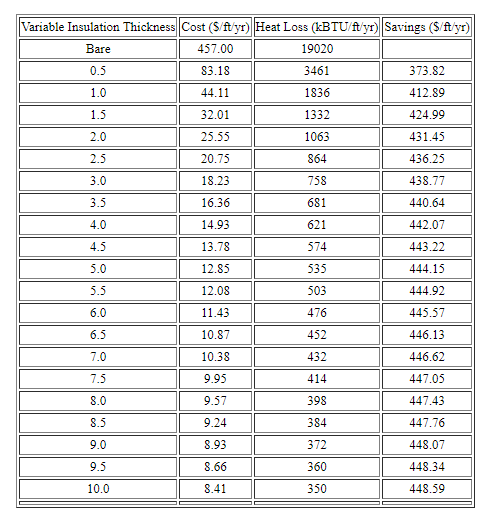 Variable Insulation Thickness Cost ($/ft/yr) Heat Loss (kBTU/ft/yr) Savings ($/ft/yr)
Bare 457.00 19020
0.5 83.18 3461 373.82
1.0 44.11 1836 412.89
1.5 32.01 1332 424.99
2.0 25.55 1063 431.45
2.5 20.75 864 436.25
3.0 18.23 758 438.77
3.5 16.36 681 440.64
4.0 14.93 621 442.07
4.5 13.78 574 443.22
5.0 12.85 535 444.15
5.5 12.08 503 444.92
6.0 11.43 476 445.57
6.5 10.87 452 446.13
7.0 10.38 432 446.62
7.5 9.95 414 447.05
8.0 9.57 398 447.43
8.5 9.24 384 447.76
9.0 8.93 372 448.07
9.5 8.66 360 448.34
10.0 8.41 350 448.59